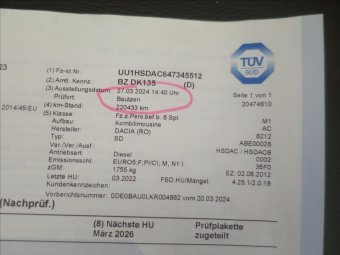 23
(1) Fz-Id Nr.: UU1HSDAC647345512
(2) Amtl. Kennz. BZ DK135 (D)
(3) Ausstellungsdatum: 27.03.2024 14:40 Uhr
Prüfort: Bautzen
(4) km-Stand: 220433 km
(5) Klasse: Fz.z.Pers.bef.b. 8 Spl. M1
Aufbau: Kombilimousine AC
Hersteller: DACIA (RO) 8212
Typ: SD ABE00028
Var./Ver./Ausf.: HSDAC / HSDAC6
Antriebsart: Diesel 0002
Emissionsschl.: EURO5;F;PI/CI; M, N1 I EZ: 02.08.2012
zGM: 1755 kg 35P0
Letzte HU: 03.2022 FSD.HU/Mangel.: 4.25.1/2.0.18
Kundenkennzeichen:
Vorverordnung: 0DE0BAU0LKR004862 vom 20.03.2024
2014/45/EU
TÜV
SÜD
Seite 1 von 1
20474610
(Nachprüf.)
(8) Nächste HU
März 2026
Prüfplakette
zugeteilt